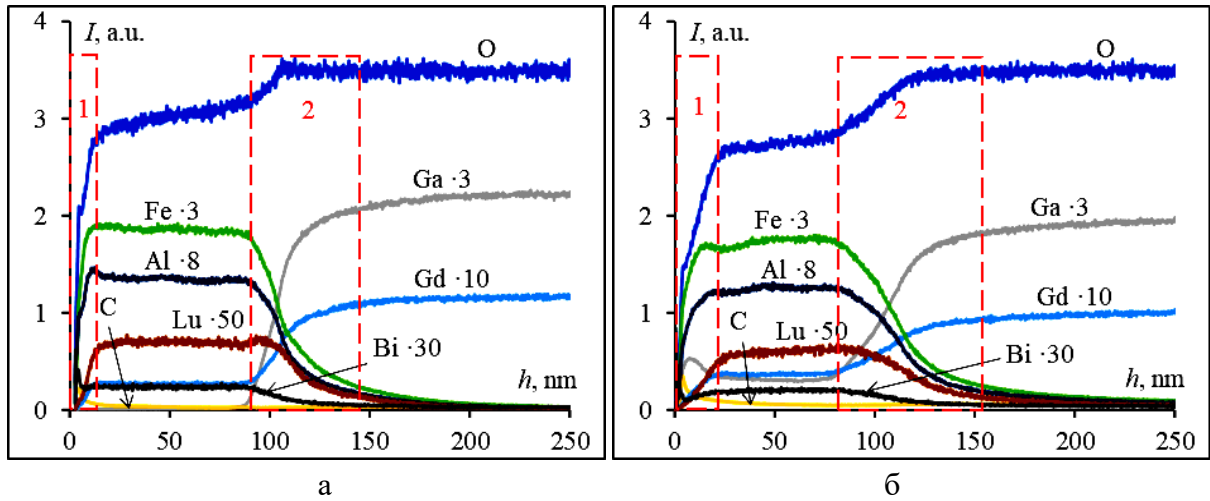 I, a.u.
4
3
2
1
0
1
2
O
Ga ·3
Fe ·3
Al ·8
Gd ·10
C
Lu ·50
Bi ·30
h, nm
0 50 100 150 200 250
а
I, a.u.
4
3
2
1
0
1
2
O
Ga ·3
Fe ·3
Al ·8
Gd ·10
C
Lu ·50
Bi ·30
h, nm
0 50 100 150 200 250
б